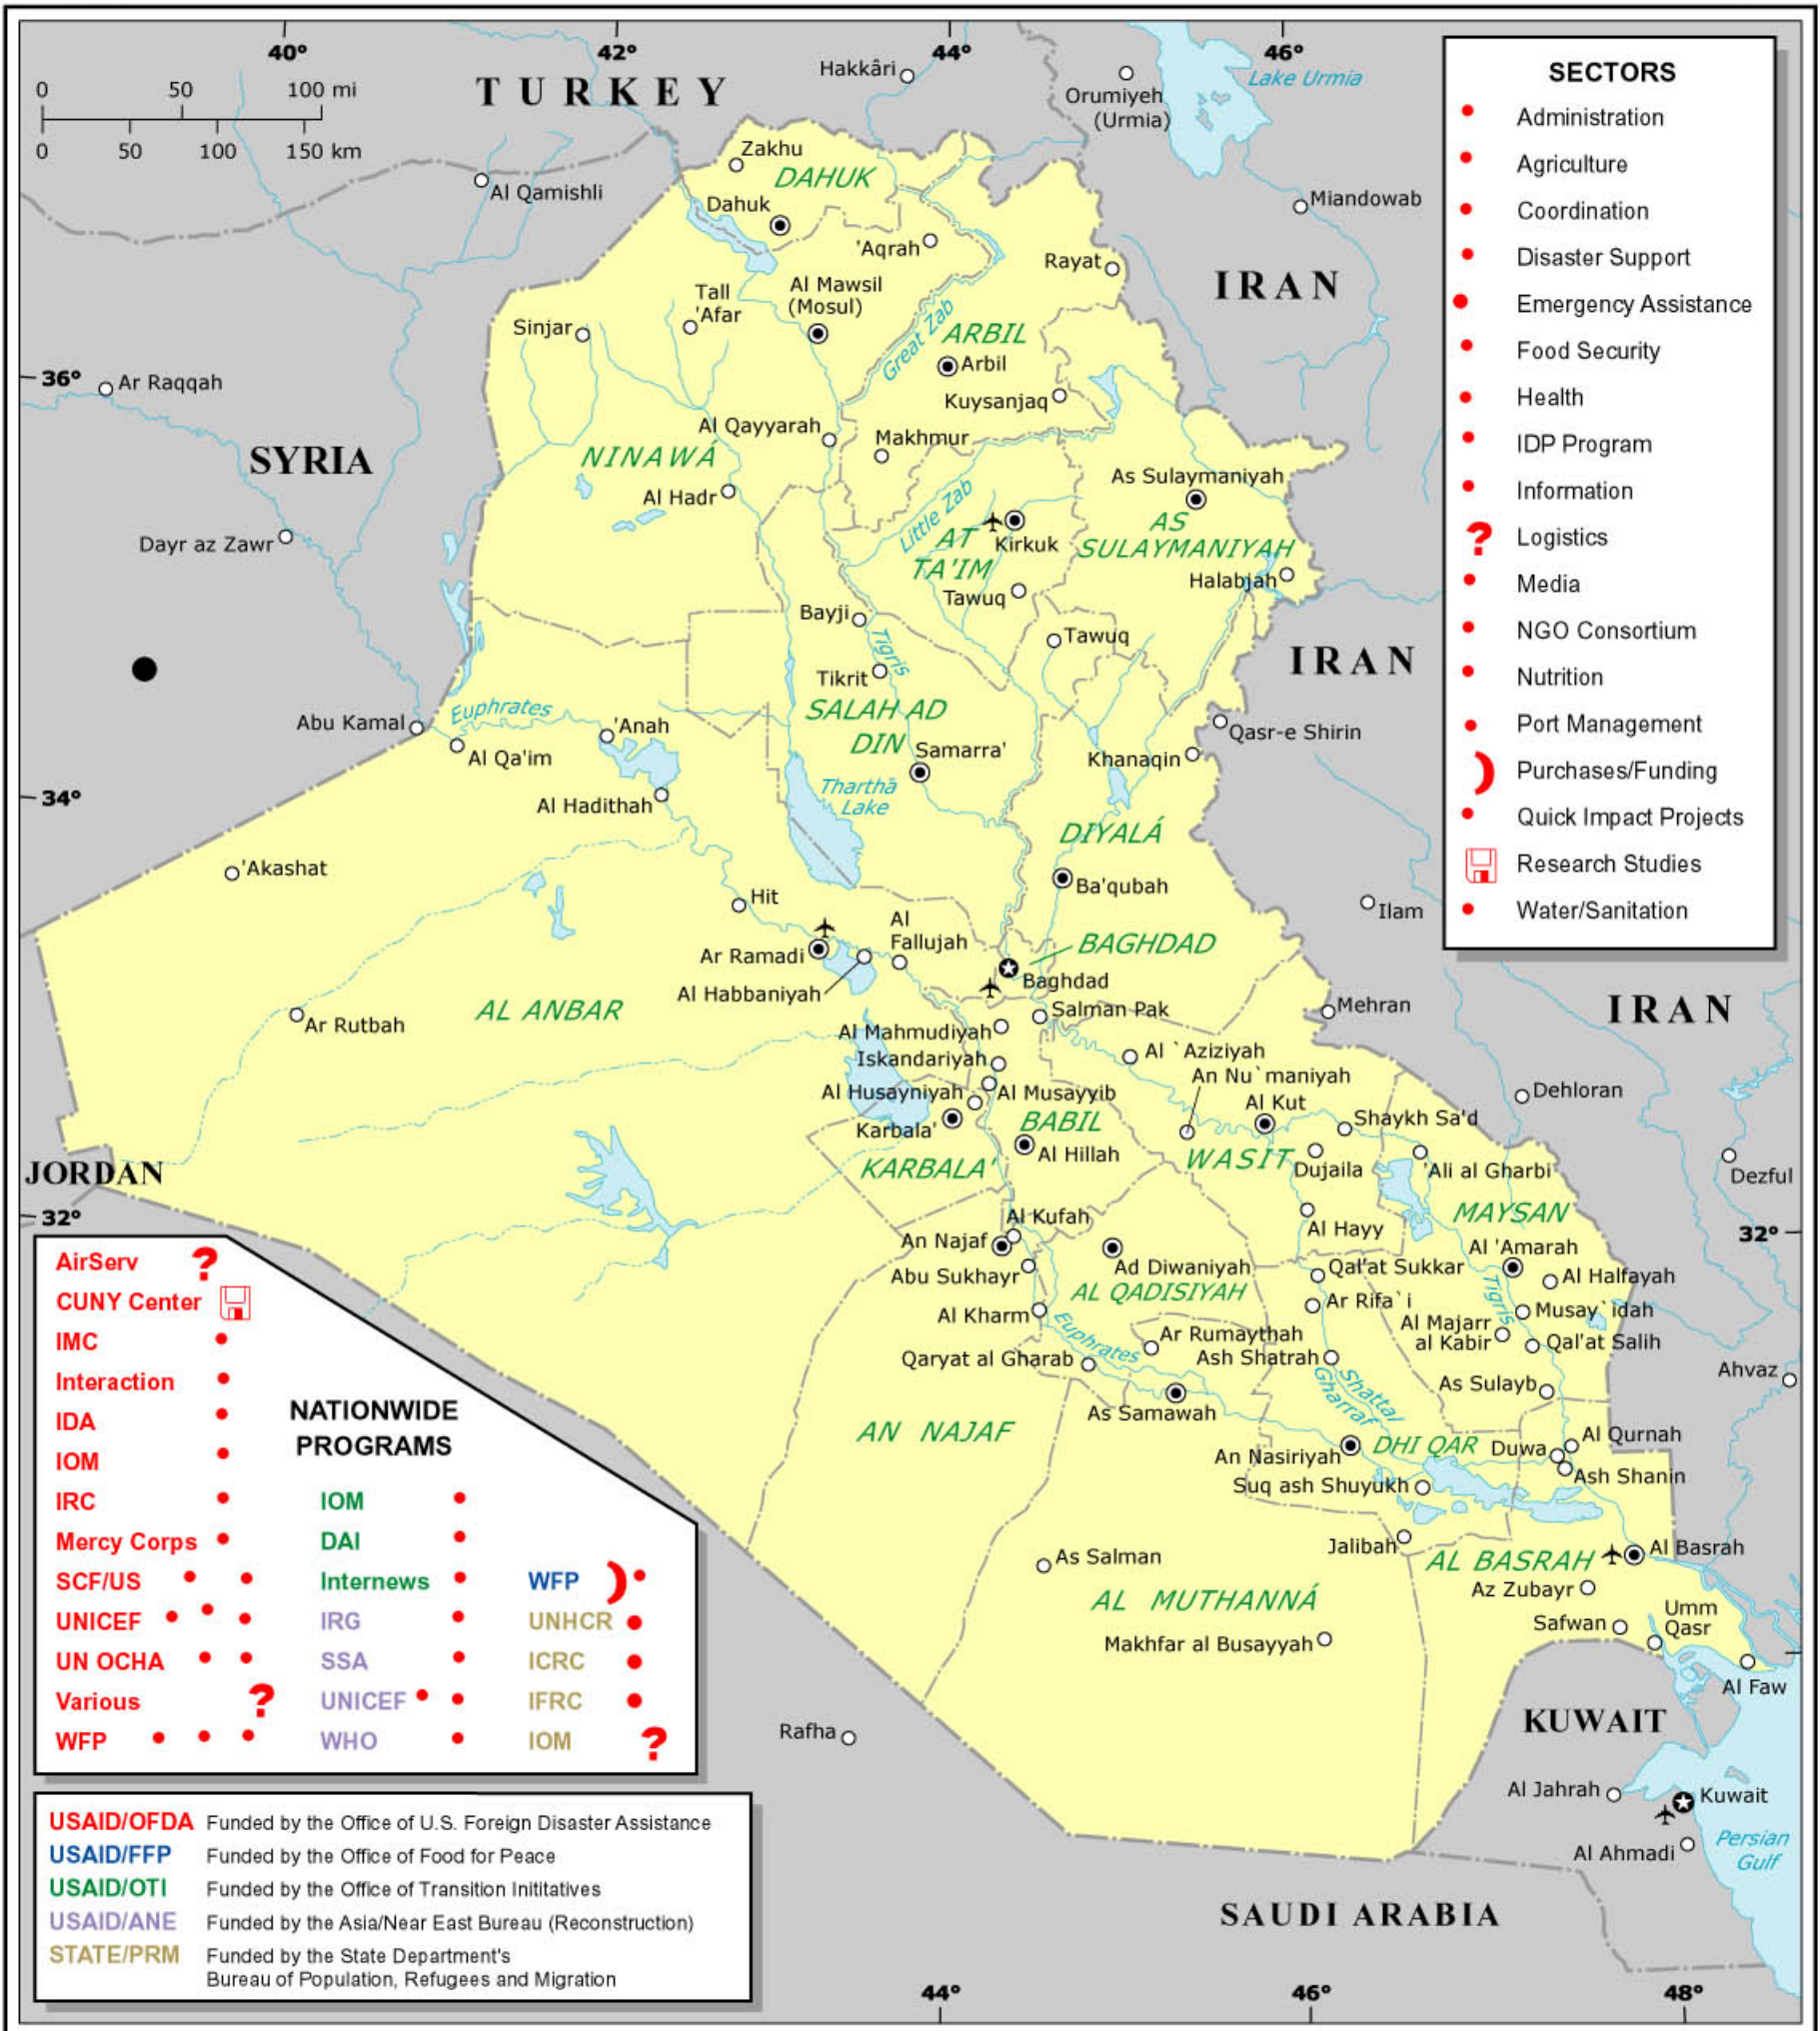 40°
42°
44°
46°
0 50 100 mi
0 50 100 150 km
TURKEY
Hakkâri
Orumiyeh
(Urmia)
Lake Urmia
Al Qamishli
Zakhu
DAHUK
Dahuk
'Aqrah
Rayat
Miandowab
IRAN
Tall
'Afar
Al Mawsil
(Mosul)
Sinjar
Great Zab
ARBIL
Arbil
36°
Ar Raqqah
Kuysanjaq
Al Qayyarah
Makhmur
SYRIA
NINAWÁ
Al Hadr
As Sulaymaniyah
Little Zab
AS
SULAYMANIYAH
Dayr az Zawr
AT
TA'IM
Kirkuk
Halabjah
Tawuq
Bayji
Tigris
Tawuq
IRAN
Tikrit
SALAH AD
DIN
Abu Kamal
Euphrates
'Anah
Al Qa'im
Samarra'
Qasr-e Shirin
Khanaqin
34°
Al Hadithah
Tharthā
Lake
DIYALÁ
'Akashat
Ba'qubah
Hit
Ilam
Al
Fallujah
BAGHDAD
Ar Ramadi
Baghdad
Al Habbaniyah
AL ANBAR
Ar Rutbah
Salman Pak
Mehran
IRAN
Al Mahmudiyah
Iskandariyah
Al `Aziziyah
An Nu`maniyah
Al Husayniyah
Al Musayyib
Al Kut
Dehloran
BABIL
Shaykh Sa'd
Karbala'
Al Hillah
KARBALA'
WASIT
Dujaila
'Ali al Gharbi
Dezful
JORDAN
32°
Al Kufah
Al Hayy
MAYSAN
32°
An Najaf
Ad Diwaniyah
Al 'Amarah
Abu Sukhayr
AL QADISIYAH
Qal'at Sukkar
Al Halfayah
Al Kharm
Ar Rifa`i
Tigris
Musay`idah
Al Majarr
al Kabir
Euphrates
Ar Rumaythah
Qal'at Salih
Qaryat al Gharab
Ash Shatrah
Shattal
Gharraf
As Sulayb
Ahvaz
As Samawah
AN NAJAF
An Nasiriyah
DHI QAR
Duwa
Al Qurnah
Ash Shanin
Suq ash Shuyukh
Jalibah
As Salman
AL BASRAH
Al Basrah
Az Zubayr
AL MUTHANNÁ
Safwan
Umm
Qasr
Makhfar al Busayyah
Al Faw
Rafha
KUWAIT
Al Jahrah
Kuwait
Al Ahmadi
Persian
Gulf
SAUDI ARABIA
44°
46°
48°
SECTORS
Administration
Agriculture
Coordination
Disaster Support
Emergency Assistance
Food Security
Health
IDP Program
Information
? Logistics
Media
NGO Consortium
Nutrition
Port Management
) Purchases/Funding
Quick Impact Projects
Research Studies
Water/Sanitation
NATIONWIDE
PROGRAMS
AirServ ?
CUNY Center
IMC
Interaction
IDA
IOM
IRC
Mercy Corps
SCF/US
UNICEF
UN OCHA
Various ?
WFP
IOM
DAI
Internews
IRG
SSA
UNICEF
WHO
WFP )
UNHCR
ICRC
IFRC
IOM ?
USAID/OFDA Funded by the Office of U.S. Foreign Disaster Assistance
USAID/FFP Funded by the Office of Food for Peace
USAID/OTI Funded by the Office of Transition Inititatives
USAID/ANE Funded by the Asia/Near East Bureau (Reconstruction)
STATE/PRM Funded by the State Department's
Bureau of Population, Refugees and Migration